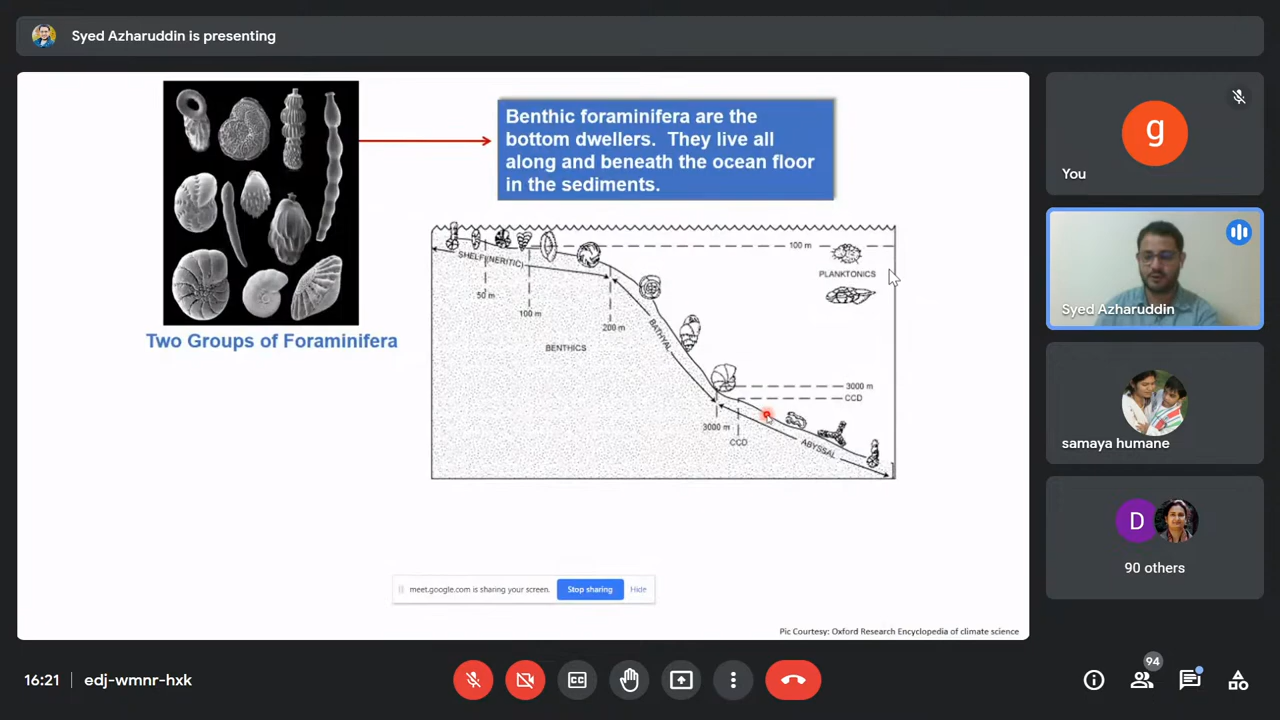 Syed Azharuddin is presenting
Benthic foraminifera are the
bottom dwellers. They live all
along and beneath the ocean floor
in the sediments.
Two Groups of Foraminifera
SHELF(NERITIC)
50 m
100 m
200 m
BENTHICS
BATHYAL
100 m
PLANKTONICS
3000 m
CCD
3000 m
CCD
ABYSSAL
meet.google.com is sharing your screen.
Stop sharing
Hide
Pic Courtesy: Oxford Research Encyclopedia of climate science
g
You
Syed Azharuddin
samaya humane
D
90 others
16:21
edj-wmnr-hxk
CC
94